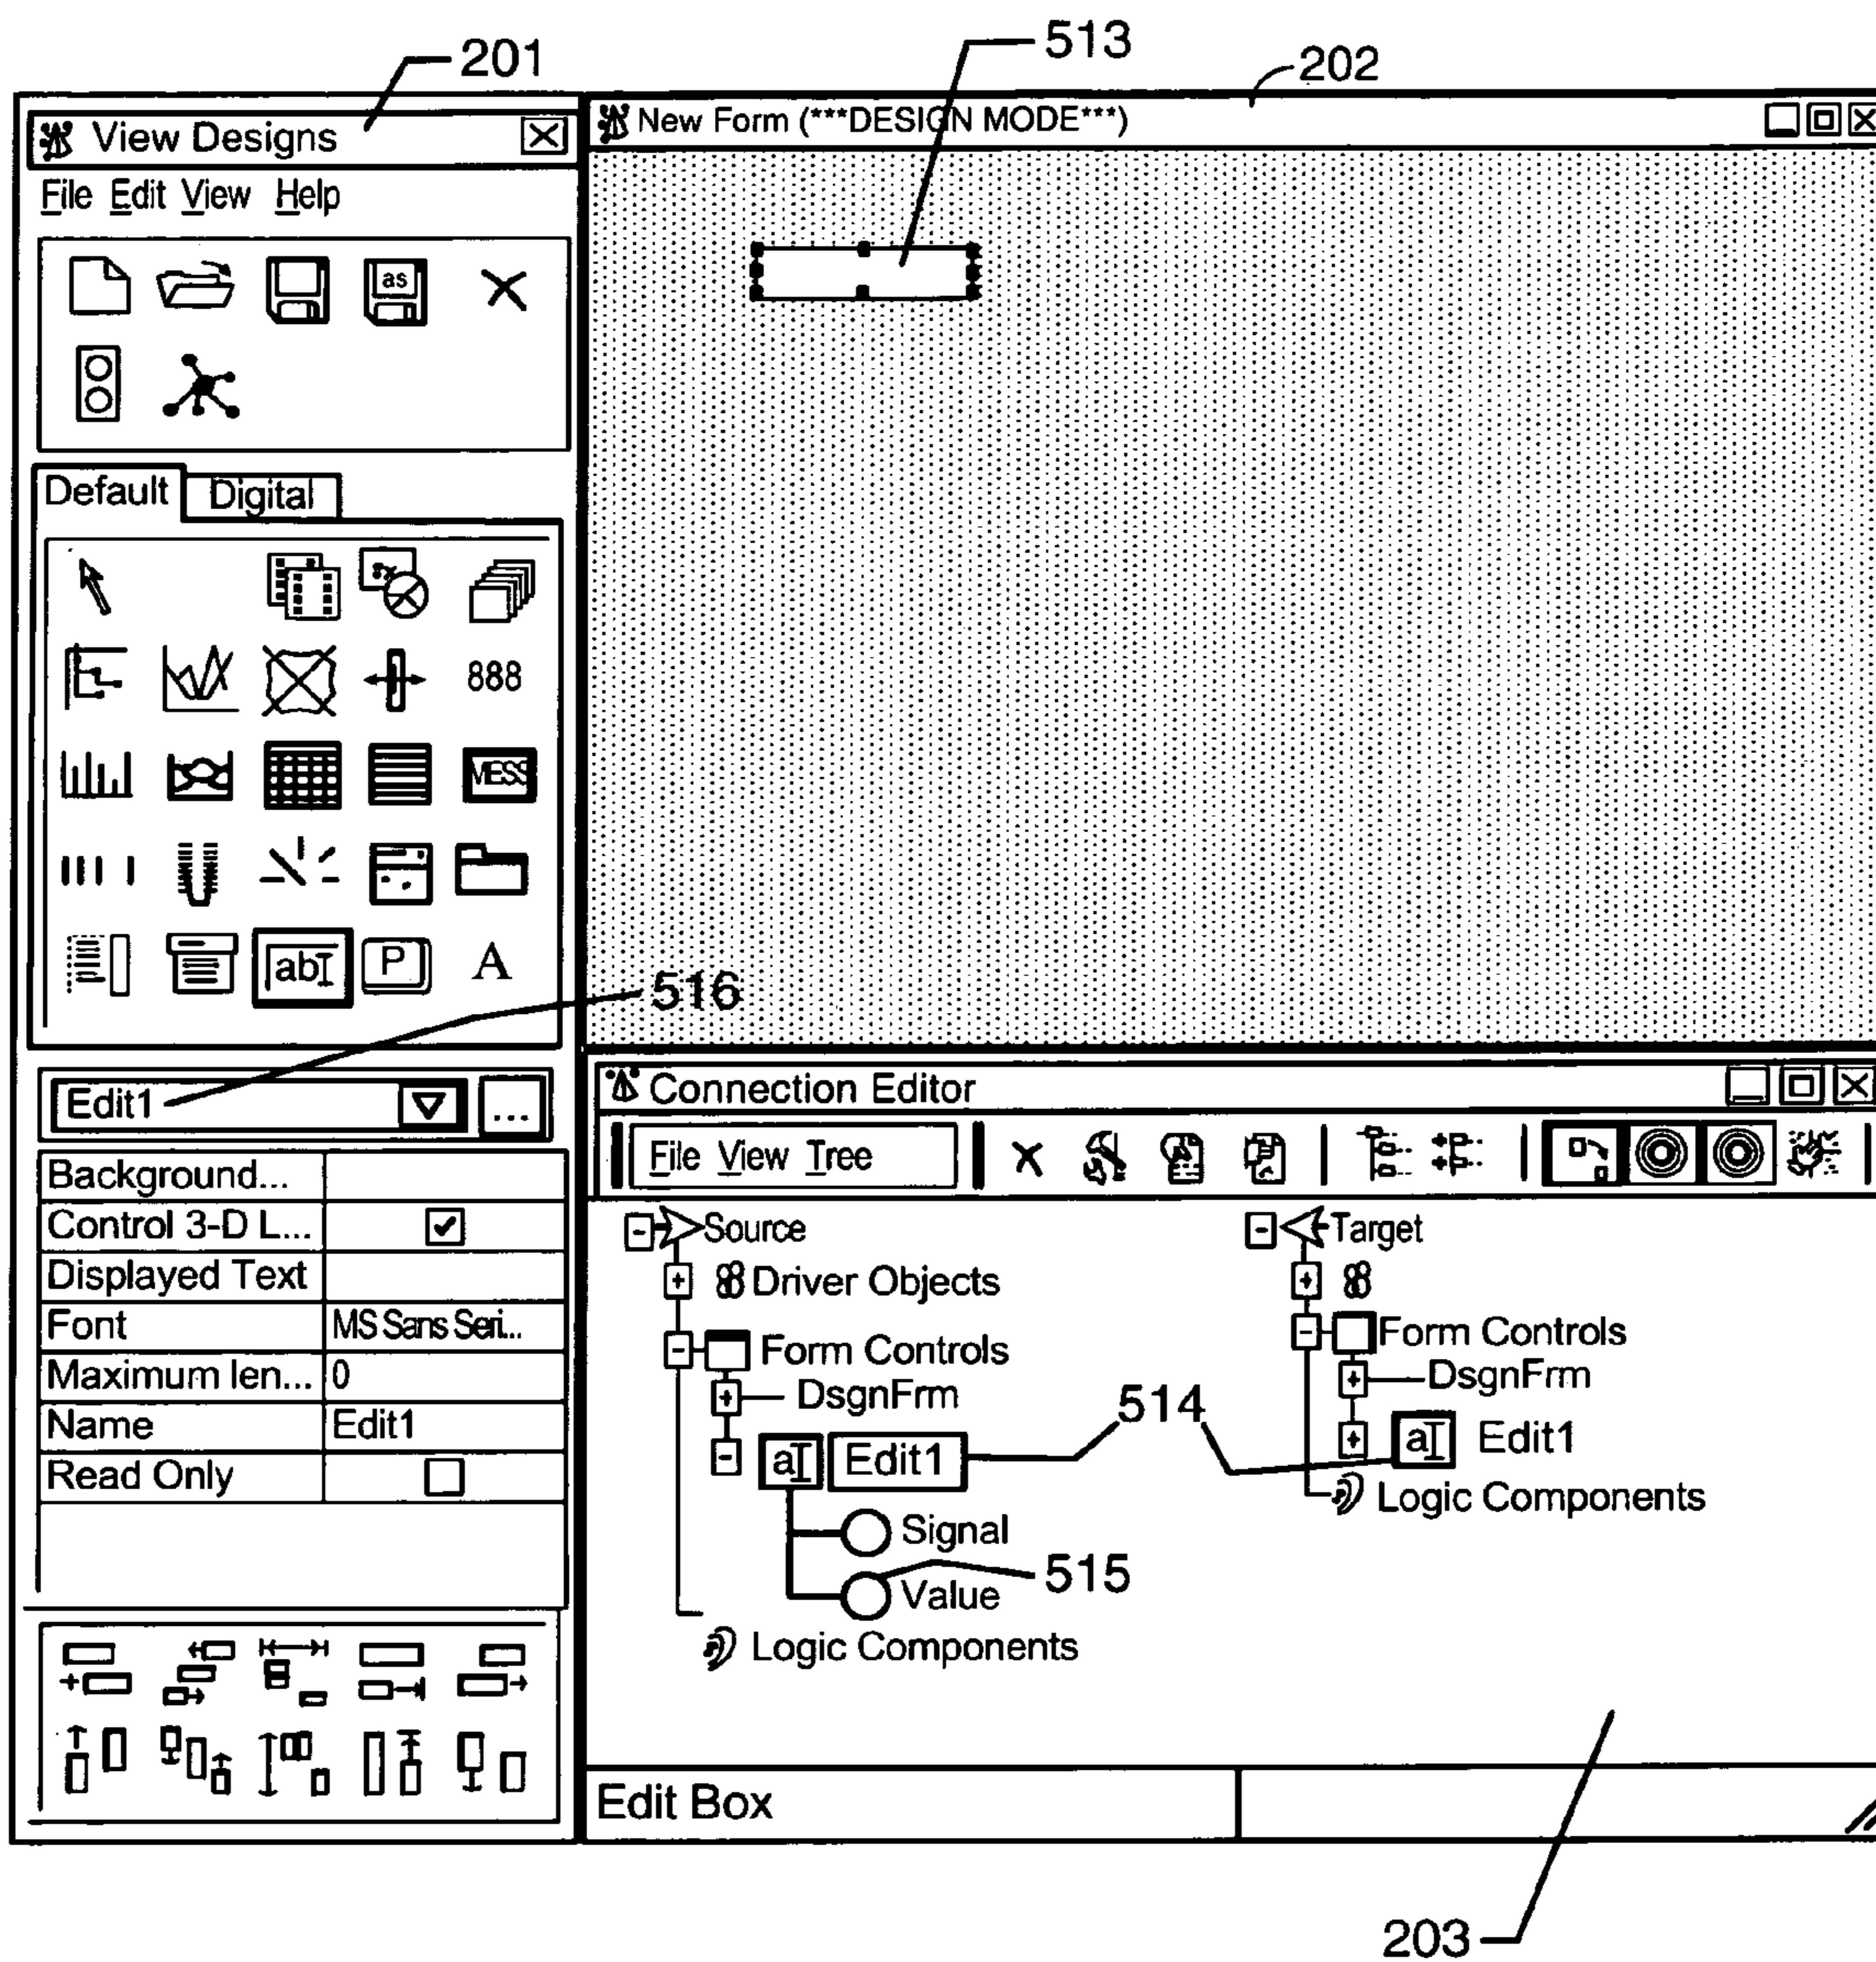 201
513
202
View Designs
New Form (***DESIGN MODE***)
File Edit View Help
as
Default
Digital
888
MESS
abI
P
A
516
Edit1
...
Background...
Control 3-D L...
Displayed Text
Font
MS Sans Seri...
Maximum len...
0
Name
Edit1
Read Only
Connection Editor
File View Tree
Source
Driver Objects
Form Controls
DsgnFrm
aI
Edit1
Signal
Value
Logic Components
514
515
Target
Form Controls
DsgnFrm
aI
Edit1
Logic Components
Edit Box
203